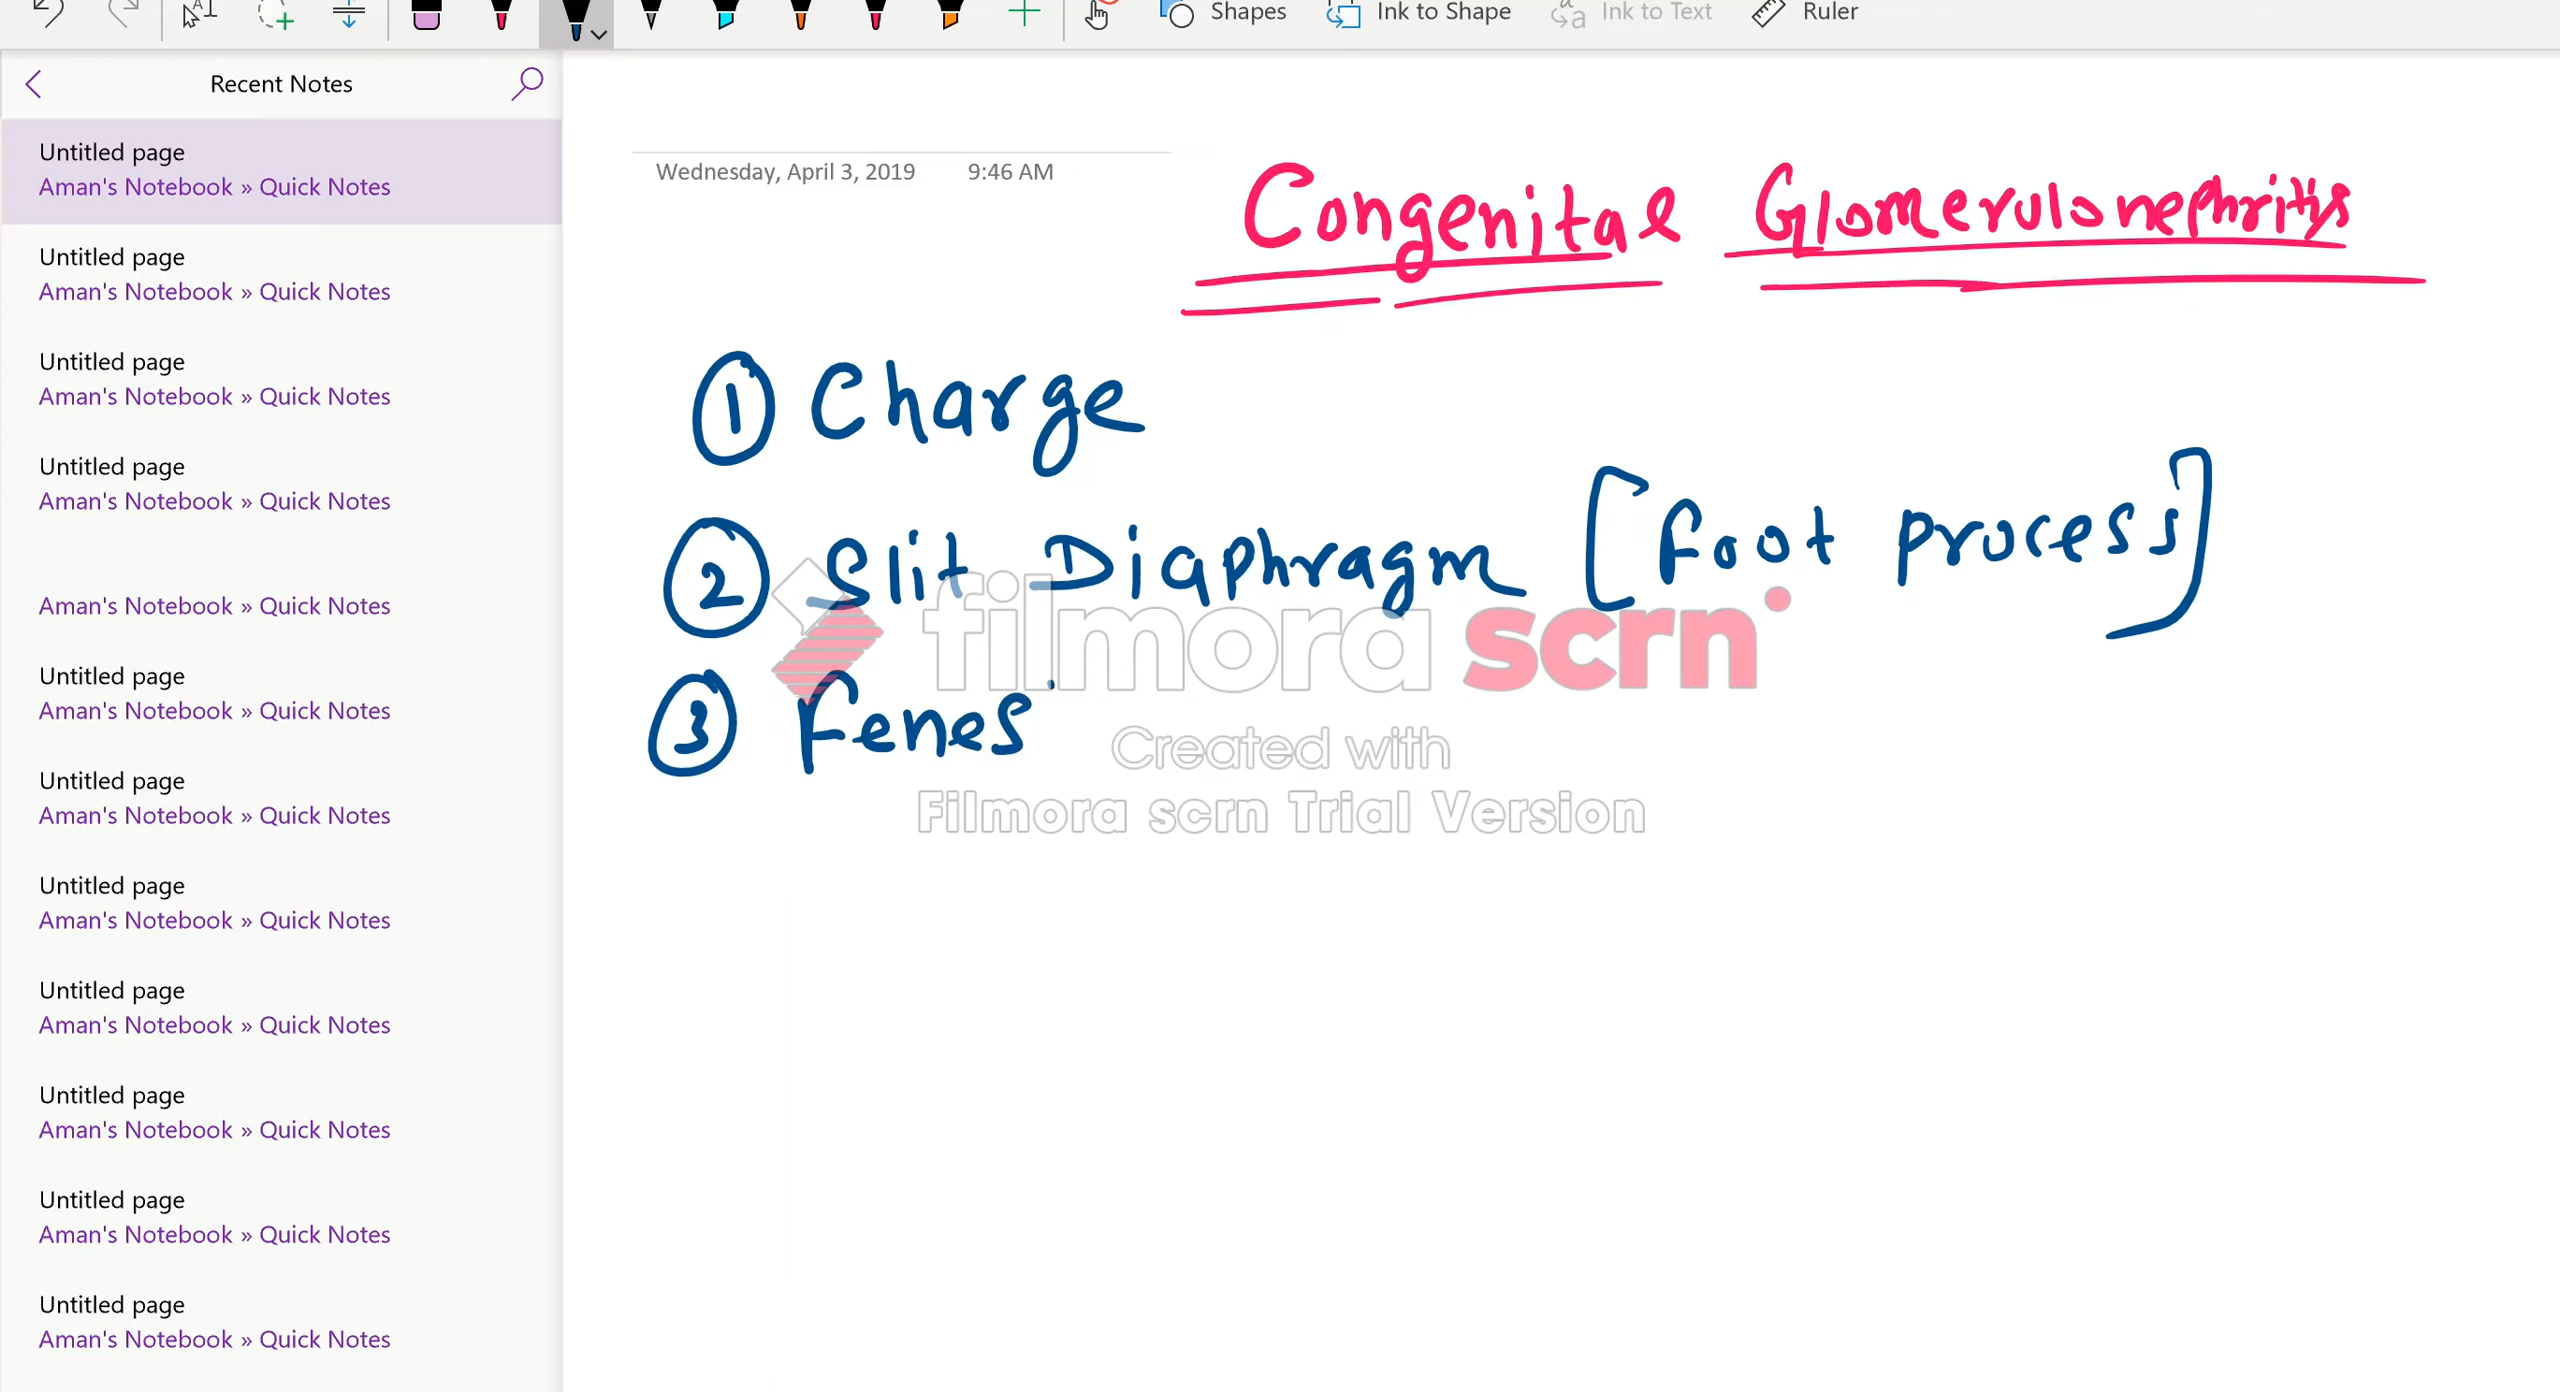 Shapes
Ink to Shape
Ink to Text
Ruler
Recent Notes
Untitled page
Aman's Notebook » Quick Notes
Untitled page
Aman's Notebook » Quick Notes
Untitled page
Aman's Notebook » Quick Notes
Untitled page
Aman's Notebook » Quick Notes
Aman's Notebook » Quick Notes
Untitled page
Aman's Notebook » Quick Notes
Untitled page
Aman's Notebook » Quick Notes
Untitled page
Aman's Notebook » Quick Notes
Untitled page
Aman's Notebook » Quick Notes
Untitled page
Aman's Notebook » Quick Notes
Untitled page
Aman's Notebook » Quick Notes
Untitled page
Aman's Notebook » Quick Notes
Wednesday, April 3, 2019 9:46 AM
Congenital Glomerulonephritis
① Charge
② Slit Diaphragm [Foot process]
③ Fenes
filmora scrn
Created with
Filmora scrn Trial Version